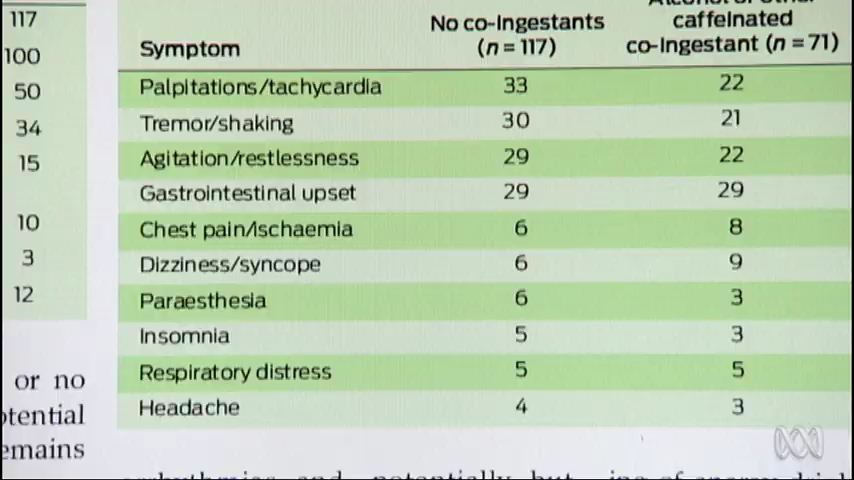 117
100
50
34
15
10
3
12
or no
otential
emains
No co-Ingestants
(n = 117)
caffeinated
co-Ingestant (n = 71)
Symptom
Palpitations/tachycardia 33 22
Tremor/shaking 30 21
Agitation/restlessness 29 22
Gastrointestinal upset 29 29
Chest pain/ischaemia 6 8
Dizziness/syncope 6 9
Paraesthesia 6 3
Insomnia 5 3
Respiratory distress 5 5
Headache 4 3